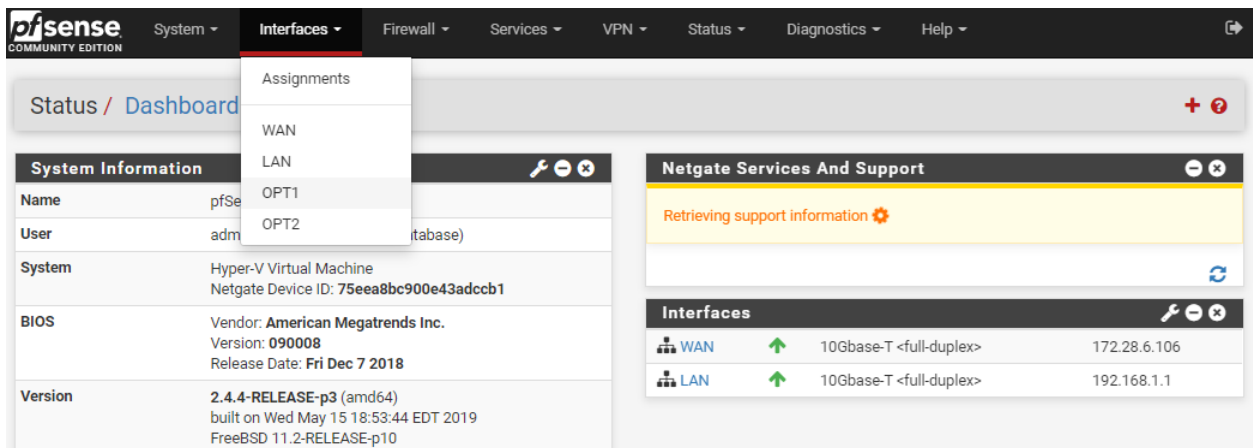 pfsense
COMMUNITY EDITION
System Interfaces Firewall Services VPN Status Diagnostics Help
Assignments
WAN
LAN
OPT1
OPT2
Status / Dashboard
System Information
Name pfSe
User adm tabase)
System Hyper-V Virtual Machine
Netgate Device ID: 75eea8bc900e43adccb1
BIOS Vendor: American Megatrends Inc.
Version: 090008
Release Date: Fri Dec 7 2018
Version 2.4.4-RELEASE-p3 (amd64)
built on Wed May 15 18:53:44 EDT 2019
FreeBSD 11.2-RELEASE-p10
Netgate Services And Support
Retrieving support information
Interfaces
WAN 10Gbase-T <full-duplex> 172.28.6.106
LAN 10Gbase-T <full-duplex> 192.168.1.1